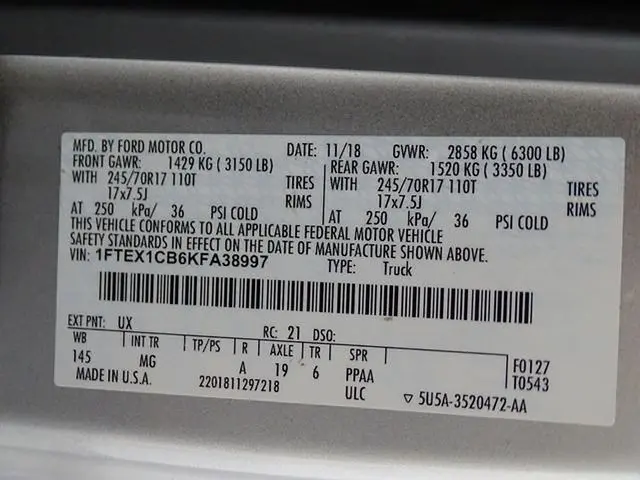 MFD. BY FORD MOTOR CO. DATE: 11/18 GVWR: 2858 KG ( 6300 LB)
FRONT GAWR: 1429 KG ( 3150 LB) REAR GAWR: 1520 KG ( 3350 LB)
WITH 245/70R17 110T TIRES WITH 245/70R17 110T TIRES
17x7.5J RIMS 17x7.5J RIMS
AT 250 kPa/ 36 PSI COLD AT 250 kPa/ 36 PSI COLD
THIS VEHICLE CONFORMS TO ALL APPLICABLE FEDERAL MOTOR VEHICLE
SAFETY STANDARDS IN EFFECT ON THE DATE OF MANUFACTURE SHOWN ABOVE.
VIN: 1FTEX1CB6KFA38997 TYPE: Truck
EXT PNT: UX RC: 21 DSO:
WB INT TR TP/PS R AXLE TR SPR F0127
145 MG A 19 6 PPAA T0543
MADE IN U.S.A. 2201811297218 ULC ▽ 5U5A-3520472-AA